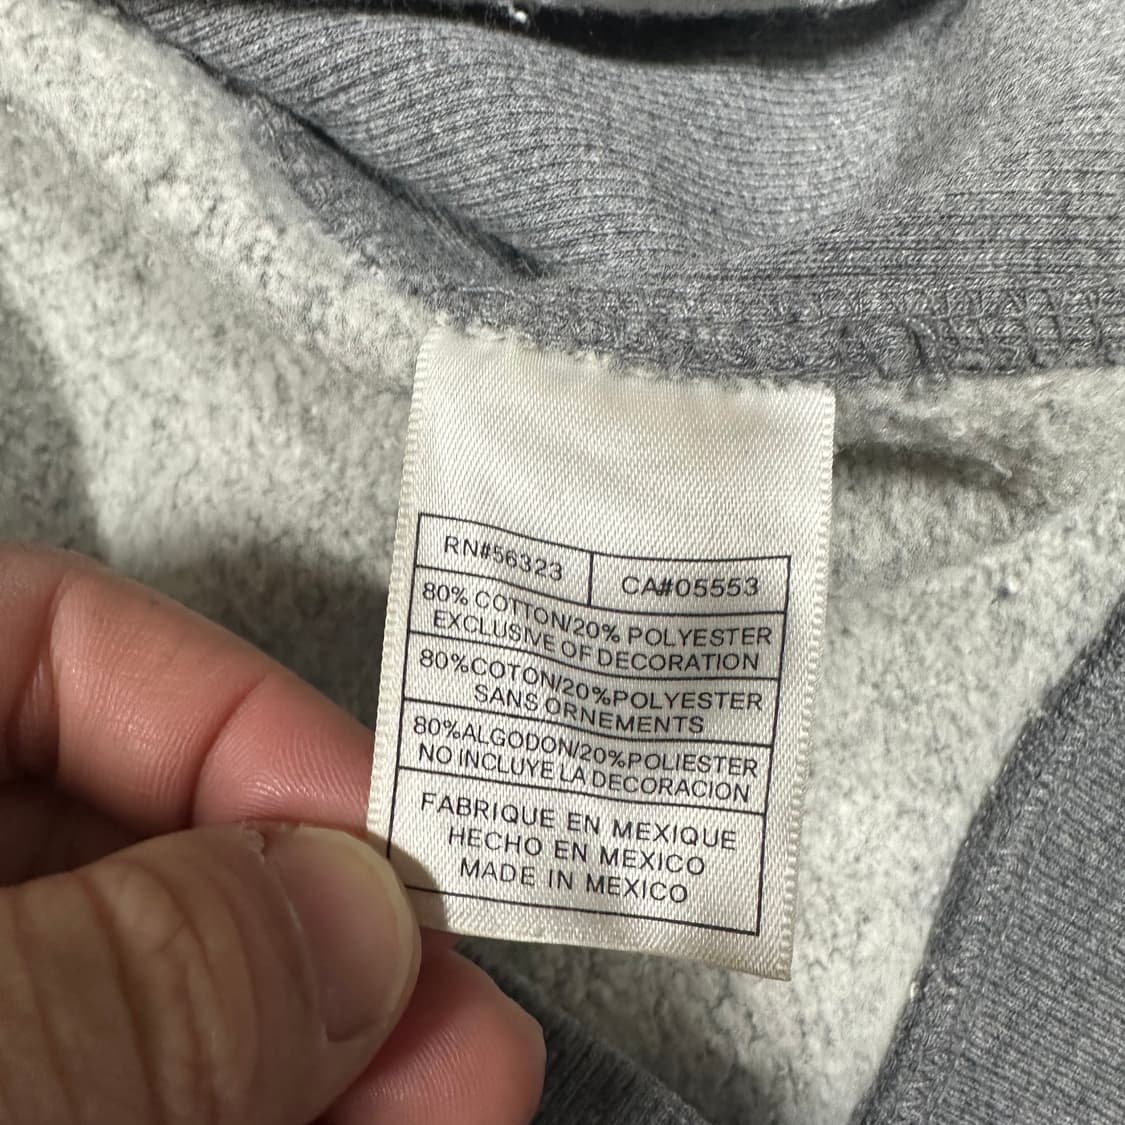 RN#56323 CA#05553
80% COTTON/20% POLYESTER
EXCLUSIVE OF DECORATION
80%COTON/20%POLYESTER
SANS ORNEMENTS
80%ALGODON/20%POLIESTER
NO INCLUYE LA DECORACION
FABRIQUE EN MEXIQUE
HECHO EN MEXICO
MADE IN MEXICO